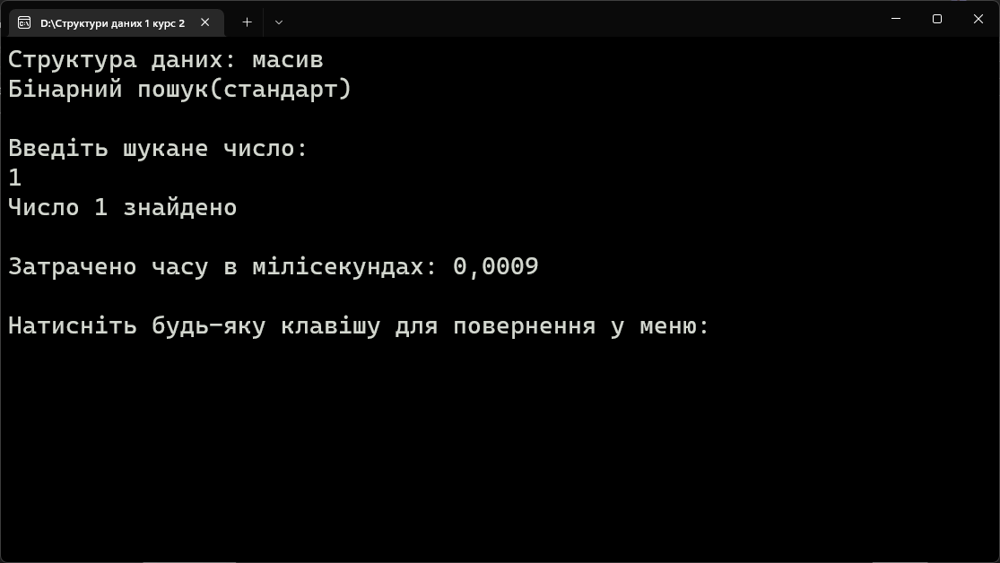 D:\Структури даних 1 курс 2
Структура даних: масив
Бінарний пошук(стандарт)
Введіть шукане число:
1
Число 1 знайдено
Затрачено часу в мілісекундах: 0,0009
Натисніть будь-яку клавішу для повернення у меню: